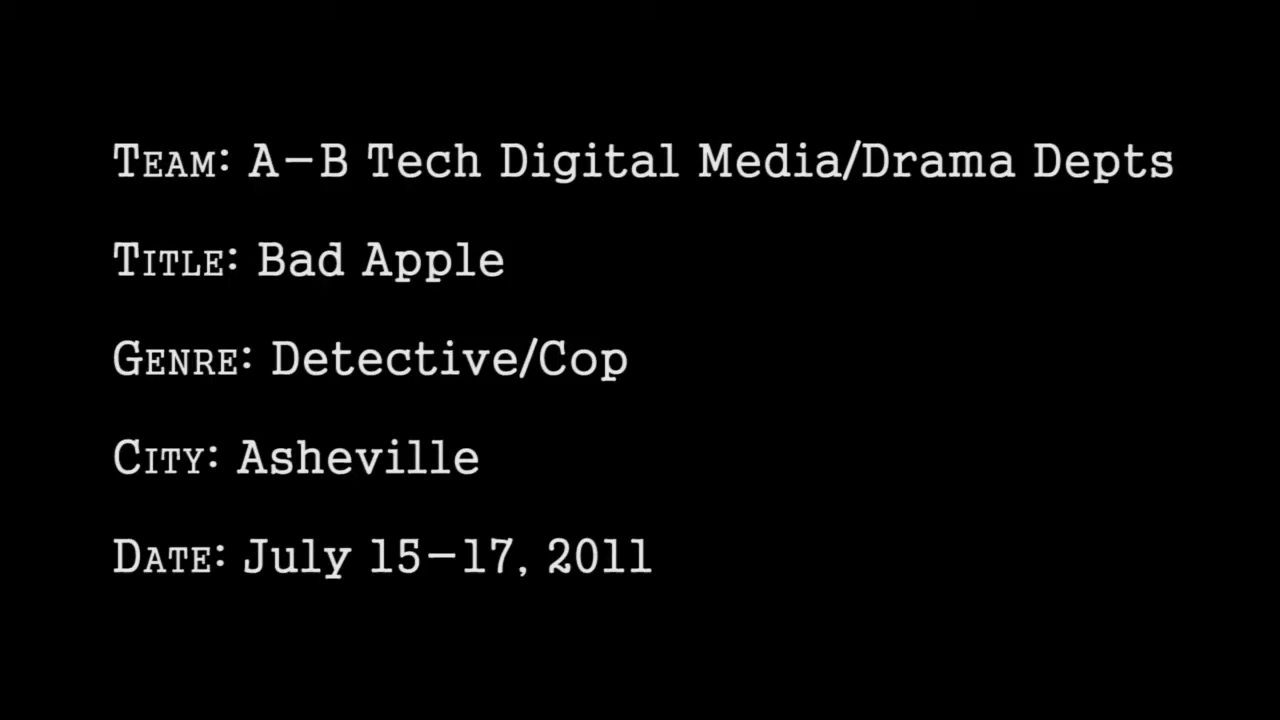 Team: A-B Tech Digital Media/Drama Depts
Title: Bad Apple
Genre: Detective/Cop
City: Asheville
Date: July 15-17, 2011